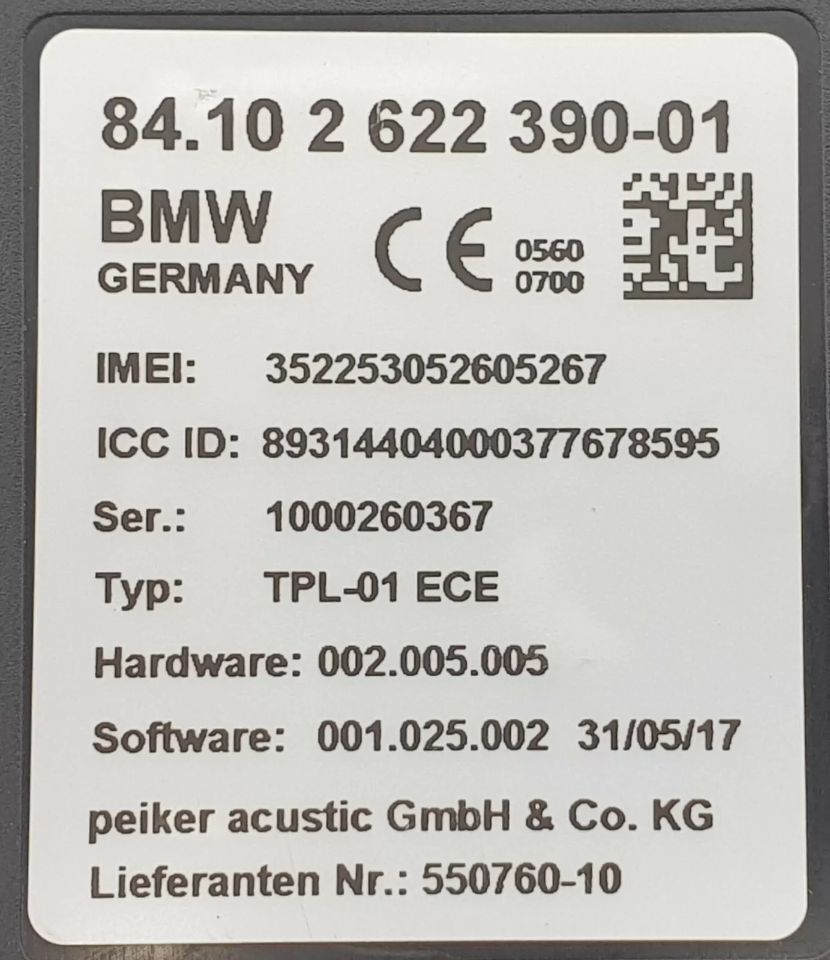 84.10 2 622 390-01
BMW
GERMANY
CE 0560
0700
IMEI: 352253052605267
ICC ID: 89314404000377678595
Ser.: 1000260367
Typ: TPL-01 ECE
Hardware: 002.005.005
Software: 001.025.002 31/05/17
peiker acustic GmbH & Co. KG
Lieferanten Nr.: 550760-10